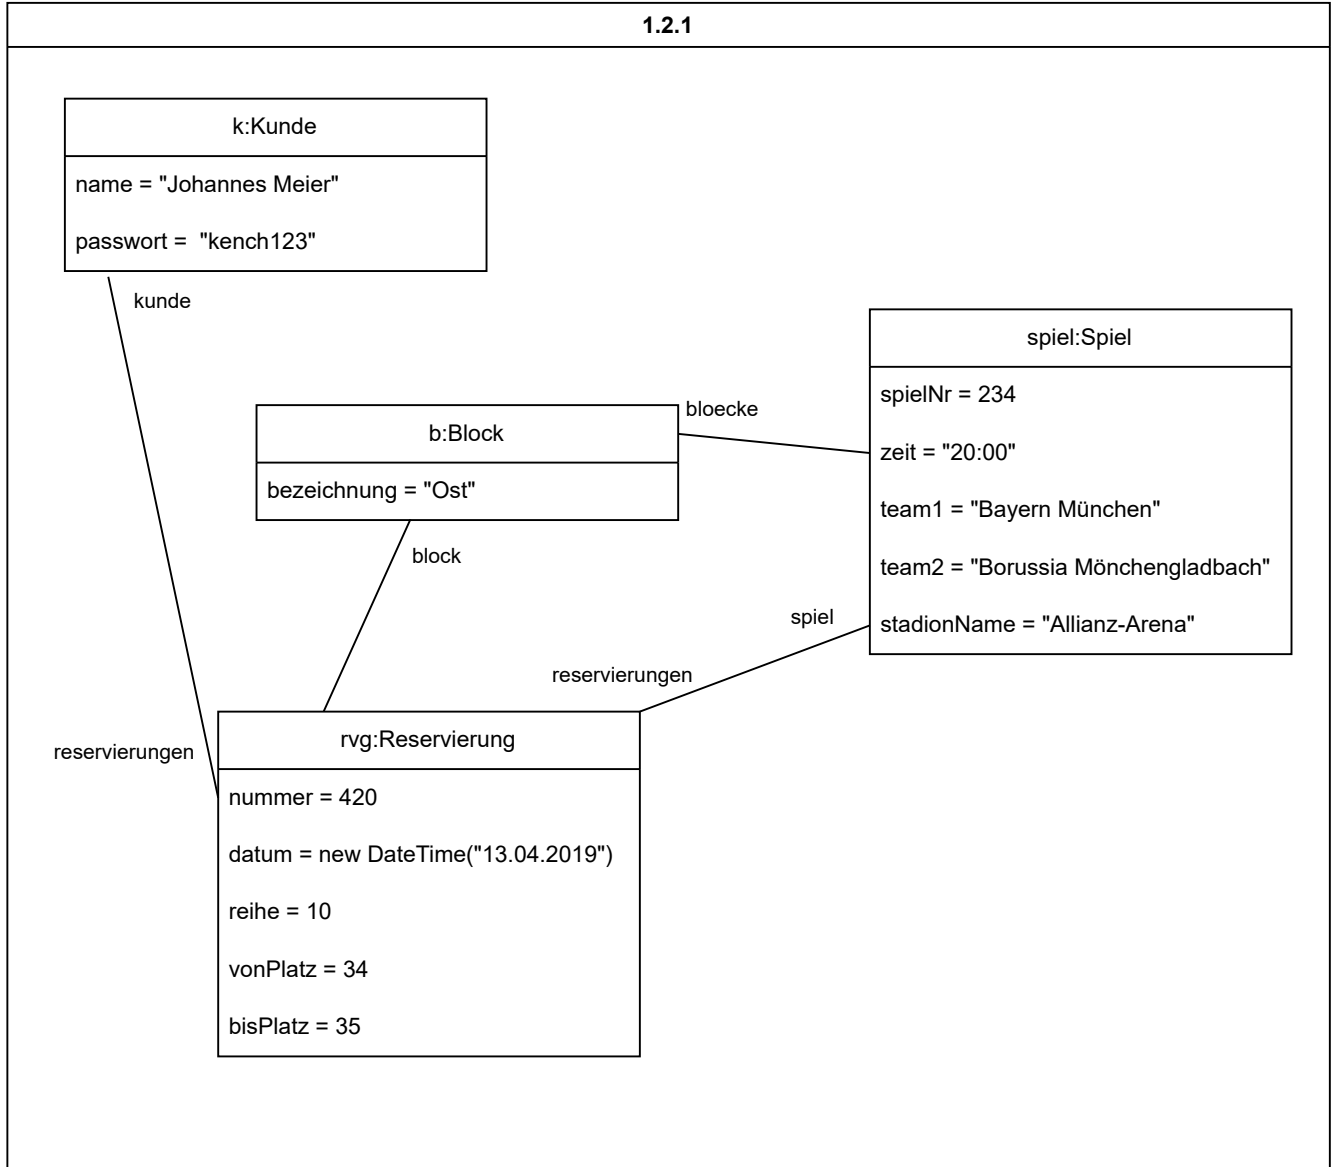 1.2.1
k:Kunde
name = "Johannes Meier"
passwort =  "kench123"
kunde
spiel:Spiel
spielNr = 234
zeit = "20:00"
team1 = "Bayern München"
team2 = "Borussia Mönchengladbach"
stadionName = "Allianz-Arena"
bloecke
b:Block
bezeichnung = "Ost"
block
spiel
reservierungen
reservierungen
rvg:Reservierung
nummer = 420
datum = new DateTime("13.04.2019")
reihe = 10
vonPlatz = 34
bisPlatz = 35